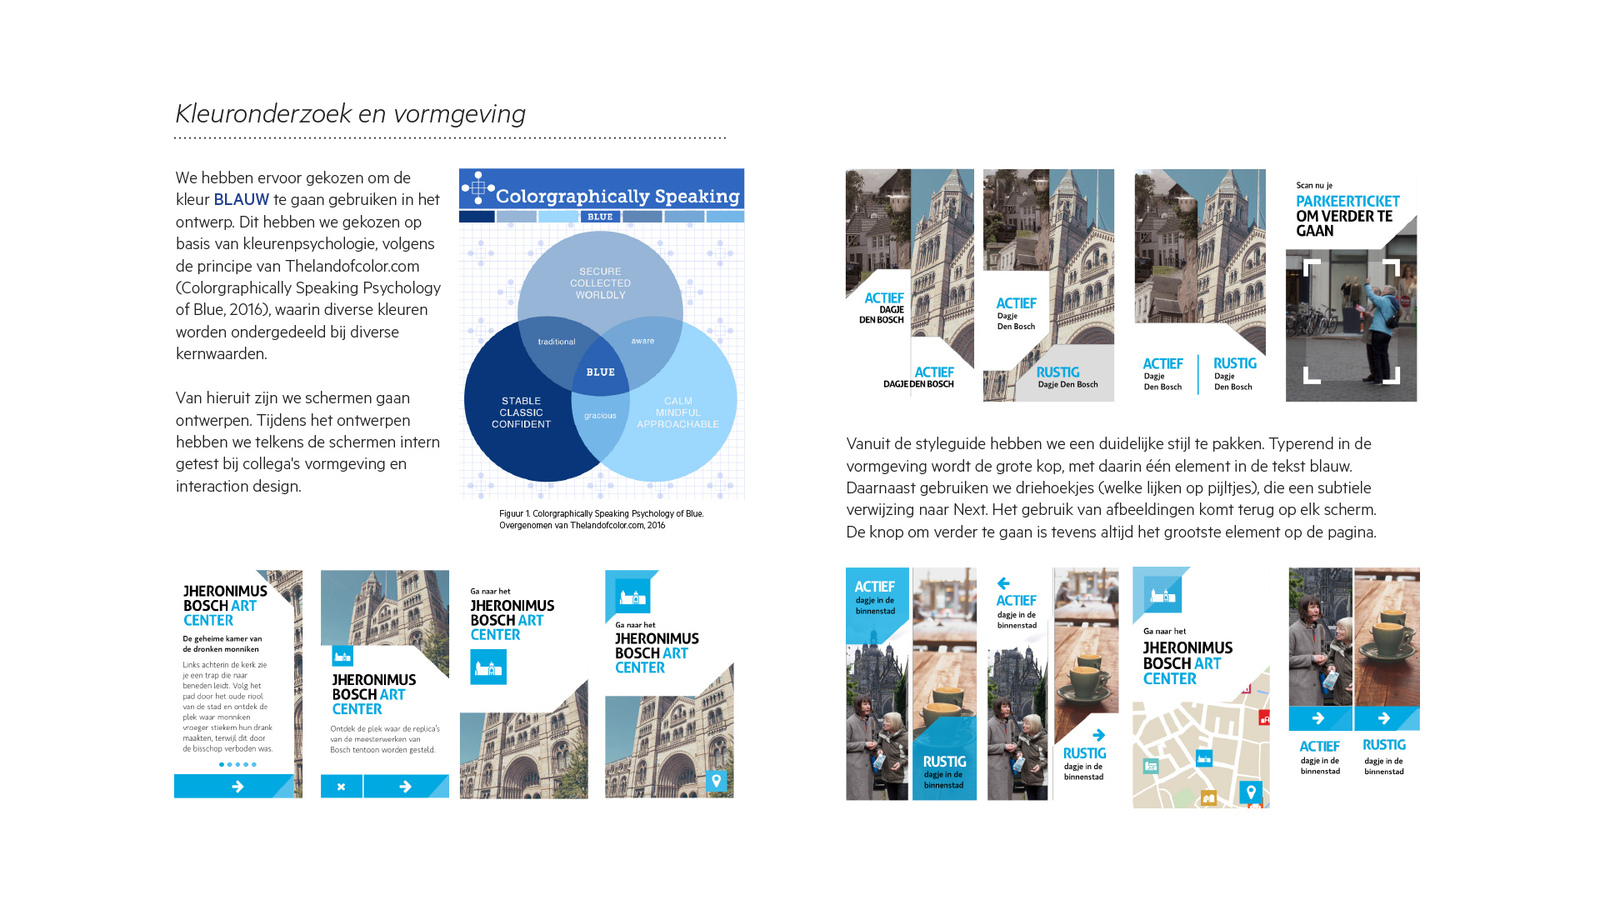 Kleuronderzoek en vormgeving
We hebben ervoor gekozen om de
kleur BLAUW te gaan gebruiken in het
ontwerp. Dit hebben we gekozen op
basis van kleurenpsychologie, volgens
de principe van Thelandofcolor.com
(Colorgraphically Speaking Psychology
of Blue, 2016), waarin diverse kleuren
worden ondergedeeld bij diverse
kernwaarden.
Van hieruit zijn we schermen gaan
ontwerpen. Tijdens het ontwerpen
hebben we telkens de schermen intern
getest bij collega's vormgeving en
interaction design.
Colorgraphically Speaking
BLUE
SECURE
COLLECTED
WORLDLY
traditional
aware
BLUE
STABLE
CLASSIC
CONFIDENT
gracious
CALM
MINDFUL
APPROACHABLE
Figuur 1. Colorgraphically Speaking Psychology of Blue.
Overgenomen van Thelandofcolor.com, 2016
JHERONIMUS
BOSCH ART
CENTER
De geheime kamer van
de dronken monniken
Links achterin de kerk zie
je een trap die naar
beneden leidt. Volg het
pad door het oude riool
van de stad en ontdek de
plek waar monniken
vroeger stiekem hun drank
maakten, terwijl dit door
de bisschop verboden was.
JHERONIMUS
BOSCH ART
CENTER
Ontdek de plek waar de replica's
van de meesterwerken van
Bosch tentoon worden gesteld.
Ga naar het
JHERONIMUS
BOSCH ART
CENTER
Ga naar het
JHERONIMUS
BOSCH ART
CENTER
ACTIEF
DAGJE
DEN BOSCH
ACTIEF
DAGJE DEN BOSCH
ACTIEF
Dagje
Den Bosch
RUSTIG
Dagje Den Bosch
ACTIEF
Dagje
Den Bosch
RUSTIG
Dagje
Den Bosch
Scan nu je
PARKEERTICKET
OM VERDER TE
GAAN
Vanuit de styleguide hebben we een duidelijke stijl te pakken. Typerend in de
vormgeving wordt de grote kop, met daarin één element in de tekst blauw.
Daarnaast gebruiken we driehoekjes (welke lijken op pijltjes), die een subtiele
verwijzing naar Next. Het gebruik van afbeeldingen komt terug op elk scherm.
De knop om verder te gaan is tevens altijd het grootste element op de pagina.
ACTIEF
dagje in de
binnenstad
RUSTIG
dagje in de
binnenstad
ACTIEF
dagje in de
binnenstad
RUSTIG
dagje in de
binnenstad
Ga naar het
JHERONIMUS
BOSCH ART
CENTER
ACTIEF
dagje in de
binnenstad
RUSTIG
dagje in de
binnenstad